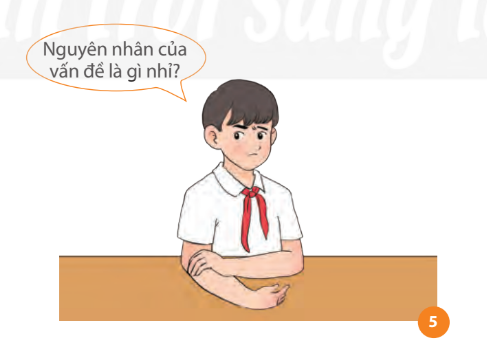 Nguyên nhân của
vấn đề là gì nhỉ?
5